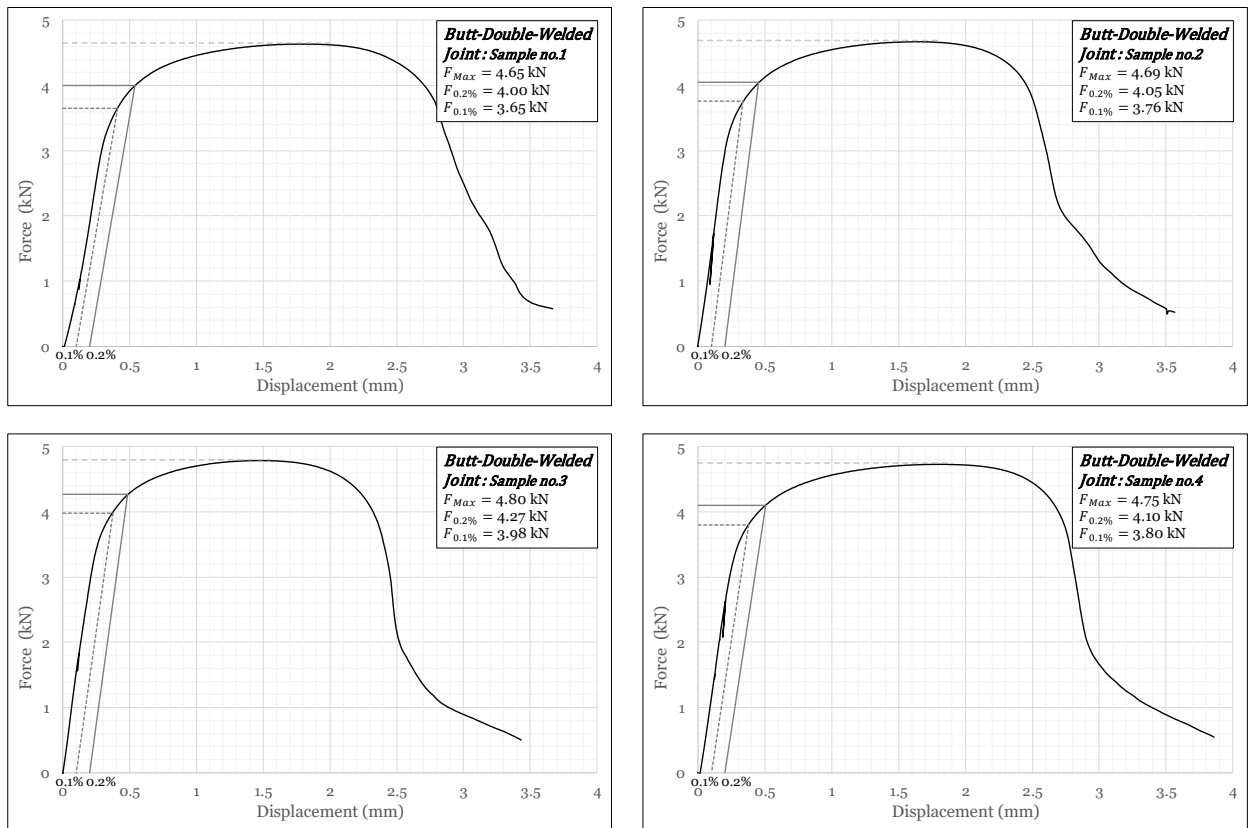 Butt-Double-Welded
Joint : Sample no.1
F_Max = 4.65 kN
F_0.2% = 4.00 kN
F_0.1% = 3.65 kN
5
4
3
2
1
0
Force (kN)
0.1% 0.2%
0 0.5 1 1.5 2 2.5 3 3.5 4
Displacement (mm)
Butt-Double-Welded
Joint : Sample no.2
F_Max = 4.69 kN
F_0.2% = 4.05 kN
F_0.1% = 3.76 kN
5
4
3
2
1
0
Force (kN)
0.1% 0.2%
0 0.5 1 1.5 2 2.5 3 3.5 4
Displacement (mm)
Butt-Double-Welded
Joint : Sample no.3
F_Max = 4.80 kN
F_0.2% = 4.27 kN
F_0.1% = 3.98 kN
5
4
3
2
1
0
Force (kN)
0.1% 0.2%
0 0.5 1 1.5 2 2.5 3 3.5 4
Displacement (mm)
Butt-Double-Welded
Joint : Sample no.4
F_Max = 4.75 kN
F_0.2% = 4.10 kN
F_0.1% = 3.80 kN
5
4
3
2
1
0
Force (kN)
0.1% 0.2%
0 0.5 1 1.5 2 2.5 3 3.5 4
Displacement (mm)